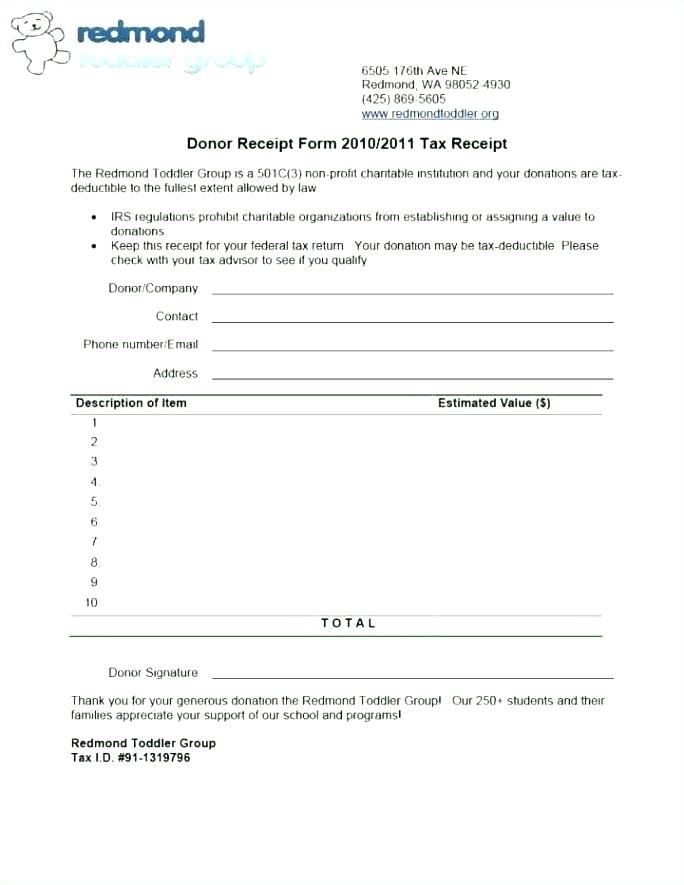 redmond
toddler group
6505 176th Ave NE
Redmond, WA 98052-4930
(425) 869-5605
www.redmondtoddler.org
Donor Receipt Form 2010/2011 Tax Receipt
The Redmond Toddler Group is a 501C(3) non-profit charitable institution and your donations are tax-
deductible to the fullest extent allowed by law
• IRS regulations prohibit charitable organizations from establishing or assigning a value to
donations
• Keep this receipt for your federal tax return Your donation may be tax-deductible Please
check with your tax advisor to see if you qualify
Donor/Company
Contact
Phone number/Email
Address
Description of Item Estimated Value ($)
1
2
3
4.
5.
6
7
8.
9
10
TOTAL
Donor Signature
Thank you for your generous donation the Redmond Toddler Group! Our 250+ students and their
families appreciate your support of our school and programs!
Redmond Toddler Group
Tax I.D. #91-1319796